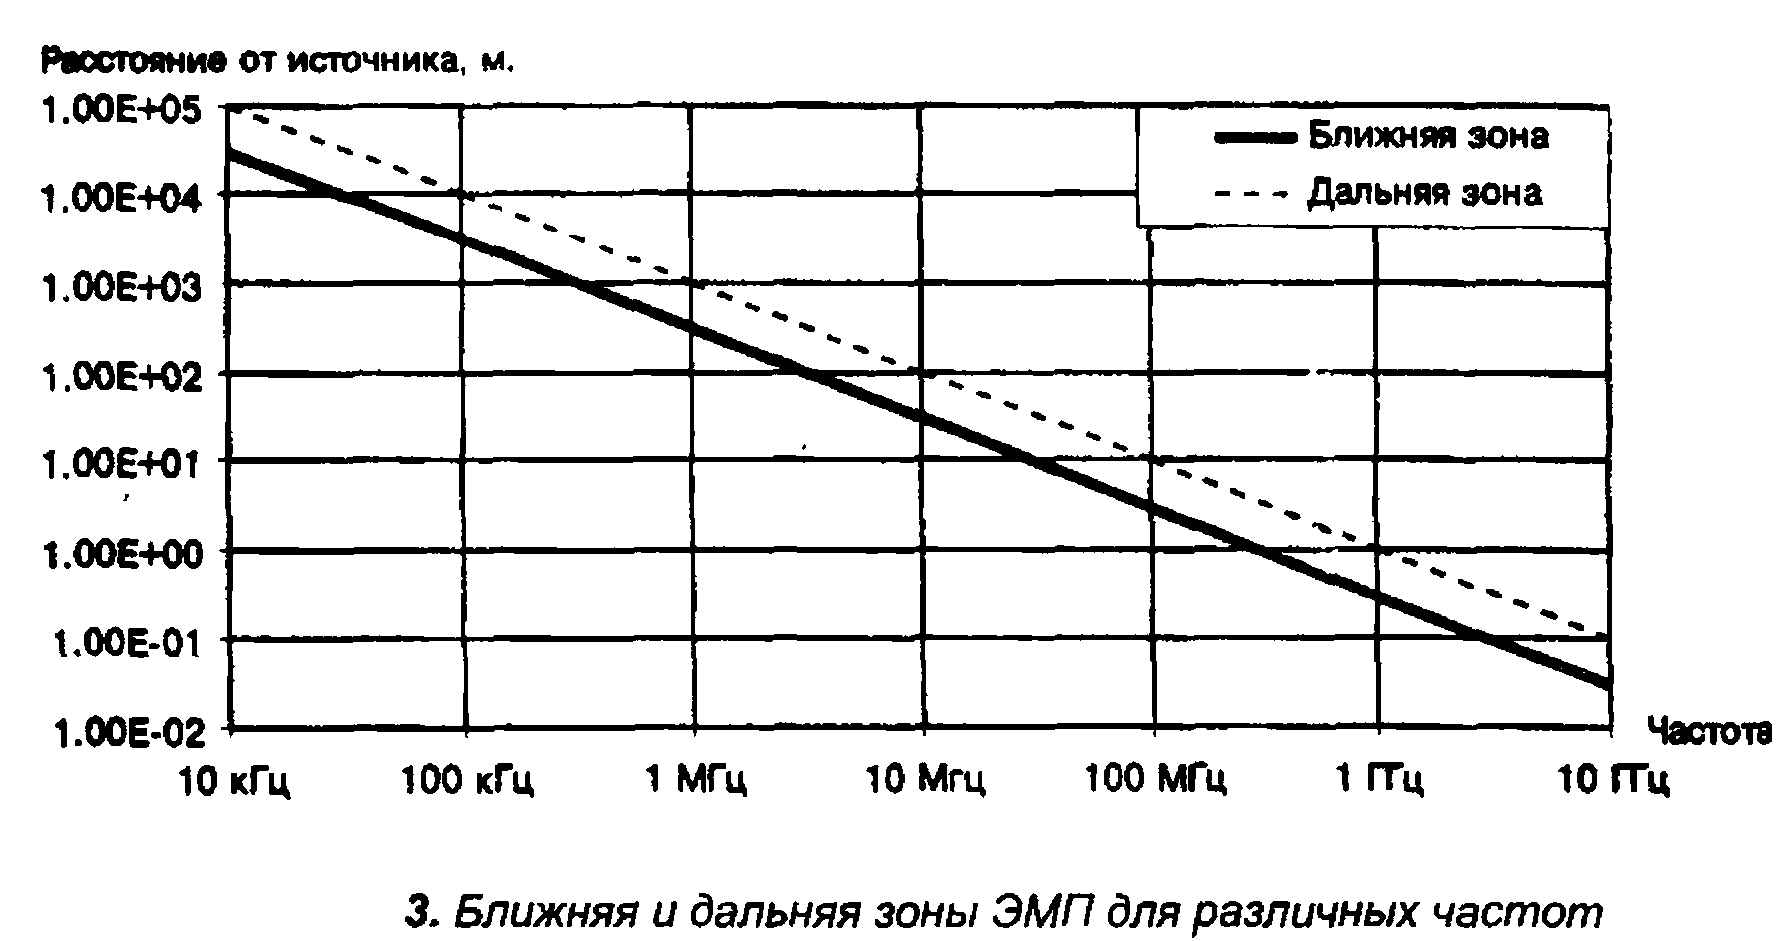 Расстояние от источника, м.
1.00E+05
Ближняя зона
Дальняя зона
1.00E+04
1.00E+03
1.00E+02
1.00E+01
1.00E+00
1.00E-01
1.00E-02
Частота
10 кГц 100 кГц 1 МГц 10 Мгц 100 МГц 1 ГГц 10 ГГц
3. Ближняя и дальняя зоны ЭМП для различных частот